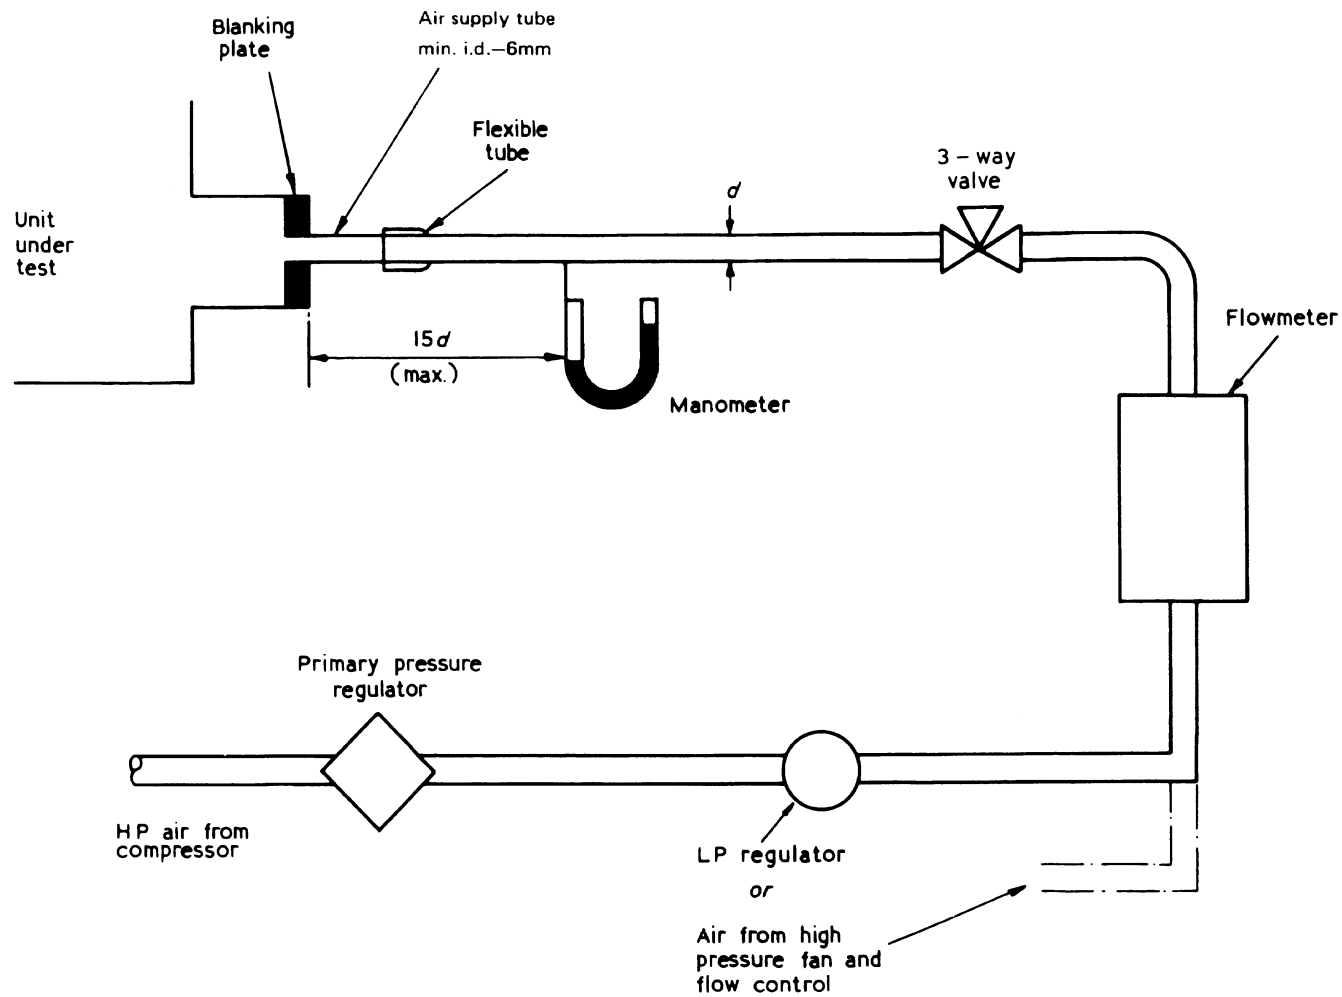 Blanking
plate
Air supply tube
min. i.d.—6mm
Flexible
tube
d
3 – way
valve
Unit
under
test
15d
(max.)
Manometer
Flowmeter
Primary pressure
regulator
HP air from
compressor
LP regulator
or
Air from high
pressure fan and
flow control